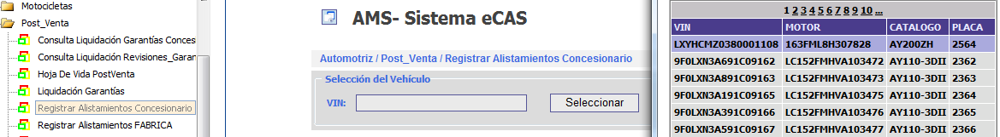 Motocicletas
Post_Venta
Consulta Liquidación Garantías Conces
Consulta Liquidación Revisiones_Garan
Hoja De Vida PostVenta
Liquidación Garantías
Registrar Alistamientos Concesionario
Registrar Alistamientos FABRICA
AMS- Sistema eCAS
Automotriz / Post_Venta / Registrar Alistamientos Concesionario
Selección del Vehículo
VIN: Seleccionar
1 2 3 4 5 6 7 8 9 10 ...
VIN MOTOR CATALOGO PLACA
LXYHCMZ0380001108 163FML8H307828 AY200ZH 2564
9F0LXN3A691C09162 LC152FMHVA103472 AY110-3DII 2362
9F0LXN3A891C09163 LC152FMHVA103473 AY110-3DII 2363
9F0LXN3A191C09165 LC152FMHVA103475 AY110-3DII 2364
9F0LXN3A391C09166 LC152FMHVA103476 AY110-3DII 2365
9F0LXN3A591C09167 LC152FMHVA103477 AY110-3DII 2366